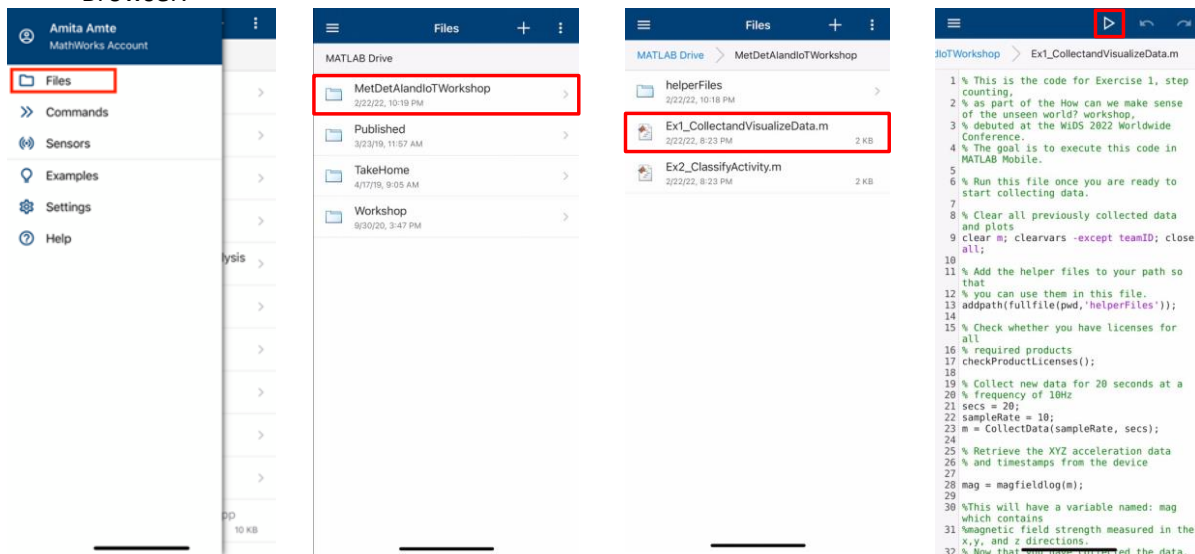 Amita Amte
MathWorks Account
Files
Commands
Sensors
Examples
Settings
Help
lysis
10 KB
Files
MATLAB Drive
MetDetAIandIoTWorkshop
2/22/22, 10:19 PM
Published
3/23/19, 11:57 AM
TakeHome
4/17/19, 9:05 AM
Workshop
9/30/20, 3:47 PM
Files
MATLAB Drive > MetDetAIandIoTWorkshop
helperFiles
2/22/22, 10:18 PM
Ex1_CollectandVisualizeData.m
2/22/22, 8:23 PM 2 KB
Ex2_ClassifyActivity.m
2/22/22, 8:23 PM 2 KB
dIoTWorkshop > Ex1_CollectandVisualizeData.m
1 % This is the code for Exercise 1, step
counting,
2 % as part of the How can we make sense
of the unseen world? workshop,
3 % debuted at the WiDS 2022 Worldwide
Conference.
4 % The goal is to execute this code in
MATLAB Mobile.
5
6 % Run this file once you are ready to
start collecting data.
7
8 % Clear all previously collected data
and plots
9 clear m; clearvars -except teamID; close
all;
10
11 % Add the helper files to your path so
that
12 % you can use them in this file.
13 addpath(fullfile(pwd,'helperFiles'));
14
15 % Check whether you have licenses for
all
16 % required products
17 checkProductLicenses();
18
19 % Collect new data for 20 seconds at a
20 % frequency of 10Hz
21 secs = 20;
22 sampleRate = 10;
23 m = CollectData(sampleRate, secs);
24
25 % Retrieve the XYZ acceleration data
26 % and timestamps from the device
27
28 mag = magfieldlog(m);
29
30 %This will have a variable named: mag
which contains
31 %magnetic field strength measured in the
x,y, and z directions.
32 % Now that you have collected the data